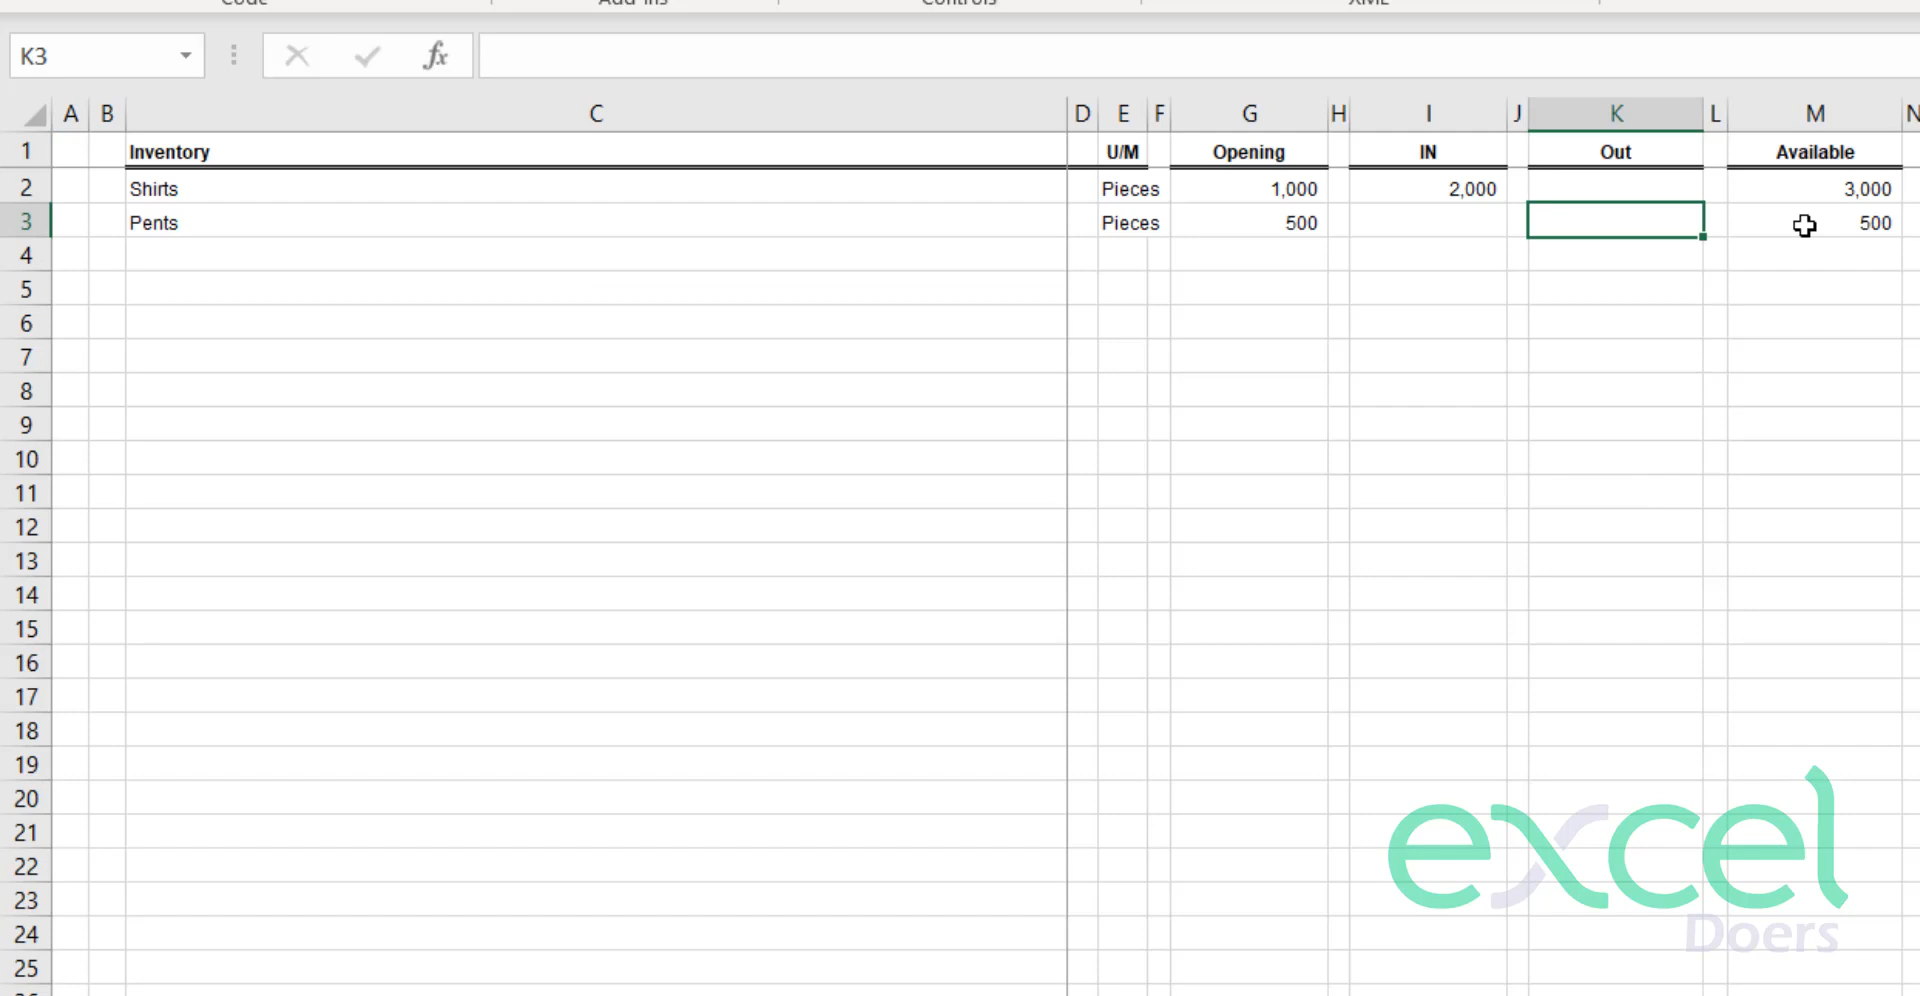 Code Add-ins Controls XML
K3 fx
A B C D E F G H I J K L M N
1 Inventory U/M Opening IN Out Available
2 Shirts Pieces 1,000 2,000 3,000
3 Pents Pieces 500 500
4
5
6
7
8
9
10
11
12
13
14
15
16
17
18
19
20
21
22
23
24
25
26
excel
Doers